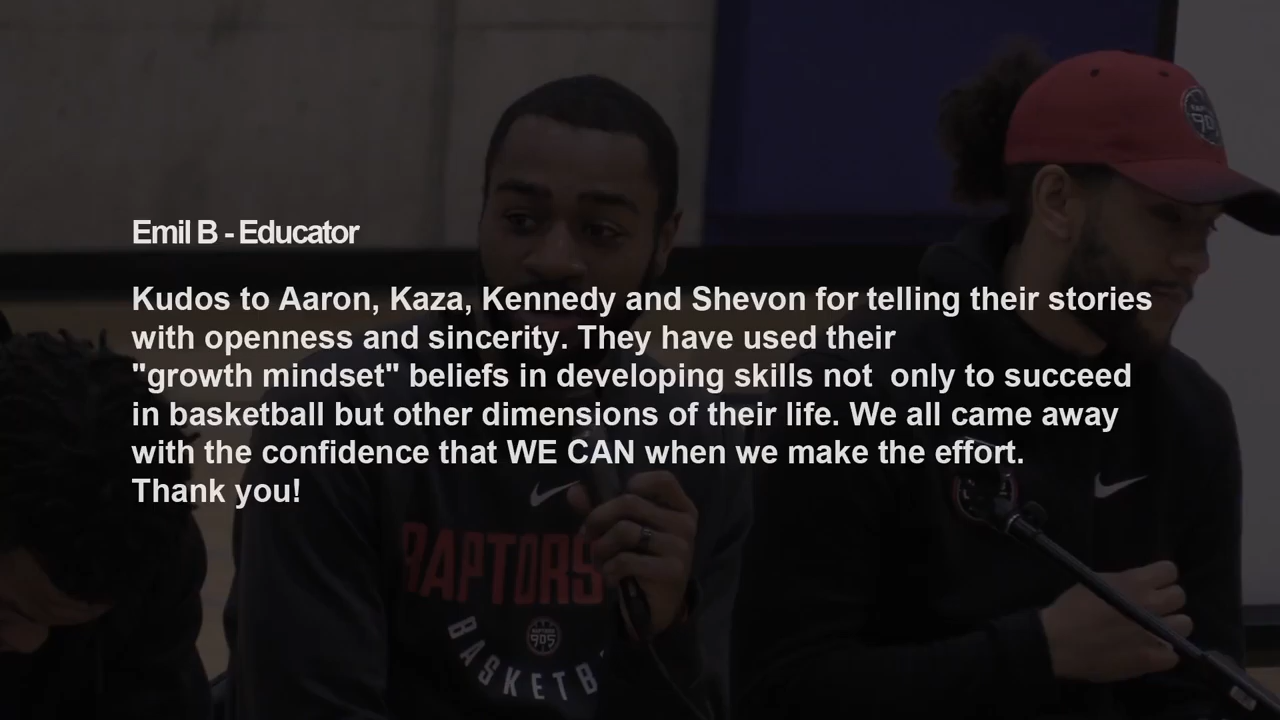 Emil B - Educator
Kudos to Aaron, Kaza, Kennedy and Shevon for telling their stories
with openness and sincerity. They have used their
"growth mindset" beliefs in developing skills not  only to succeed
in basketball but other dimensions of their life. We all came away
with the confidence that WE CAN when we make the effort.
Thank you!
RAPTORS
905
BASKETB